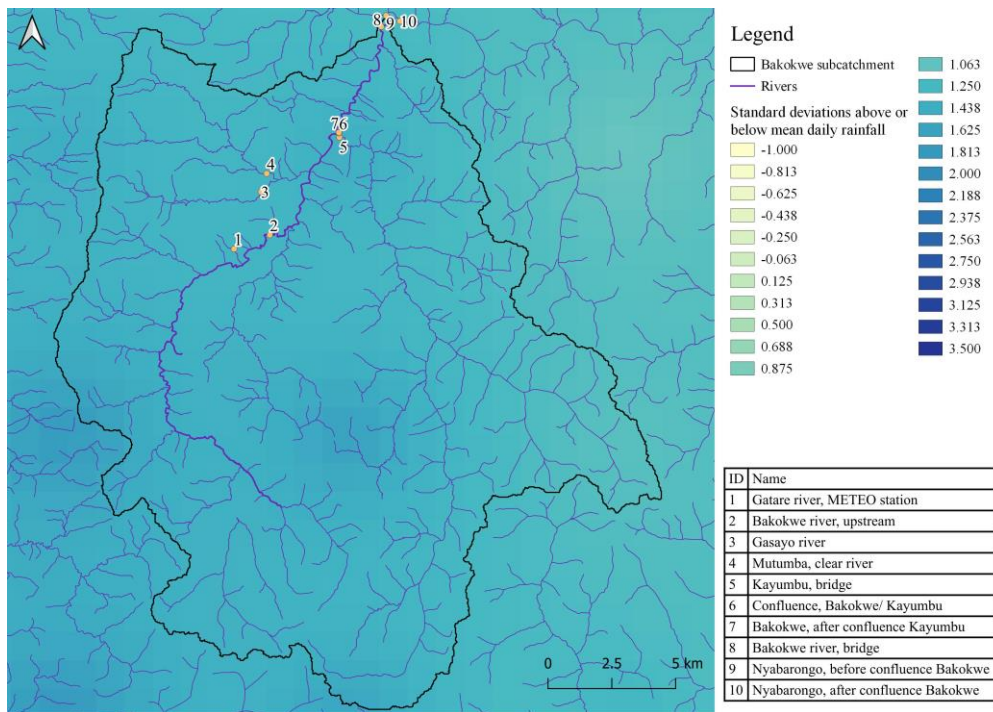 8 9 10
76
5
4
3
2
1
0 2.5 5 km
Legend
Bakokwe subcatchment
Rivers
Standard deviations above or
below mean daily rainfall
-1.000
-0.813
-0.625
-0.438
-0.250
-0.063
0.125
0.313
0.500
0.688
0.875
1.063
1.250
1.438
1.625
1.813
2.000
2.188
2.375
2.563
2.750
2.938
3.125
3.313
3.500
ID Name
1 Gatare river, METEO station
2 Bakokwe river, upstream
3 Gasayo river
4 Mutumba, clear river
5 Kayumbu, bridge
6 Confluence, Bakokwe/ Kayumbu
7 Bakokwe, after confluence Kayumbu
8 Bakokwe river, bridge
9 Nyabarongo, before confluence Bakokwe
10 Nyabarongo, after confluence Bakokwe